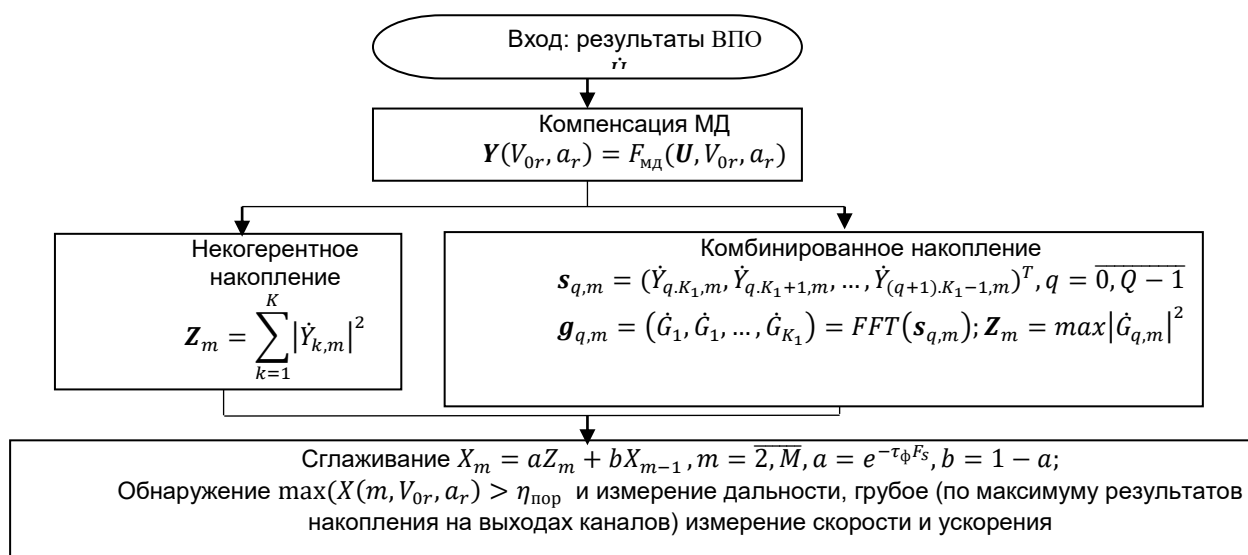 Вход: результаты ВПО
Компенсация МД
𝒀(V₀ᵣ, aᵣ) = F_мд(𝑼, V₀ᵣ, aᵣ)
Некогерентное
накопление
𝒁_m = ∑_{k=1}^{K} |Ẏ_{k,m}|²
Комбинированное накопление
𝒔_{q,m} = (Ẏ_{q.K₁,m}, Ẏ_{q.K₁+1,m}, …, Ẏ_{(q+1).K₁−1,m})ᵀ, q = \overline{0, Q − 1}
𝒈_{q,m} = (Ġ₁, Ġ₁, …, Ġ_{K₁}) = FFT(𝒔_{q,m}); 𝒁_m = max|Ġ_{q,m}|²
Сглаживание X_m = aZ_m + bX_{m−1}, m = \overline{2, M}, a = e^{−τ_ф F_s}, b = 1 − a;
Обнаружение max(X(m, V₀ᵣ, aᵣ) > η_пор и измерение дальности, грубое (по максимуму результатов
накопления на выходах каналов) измерение скорости и ускорения